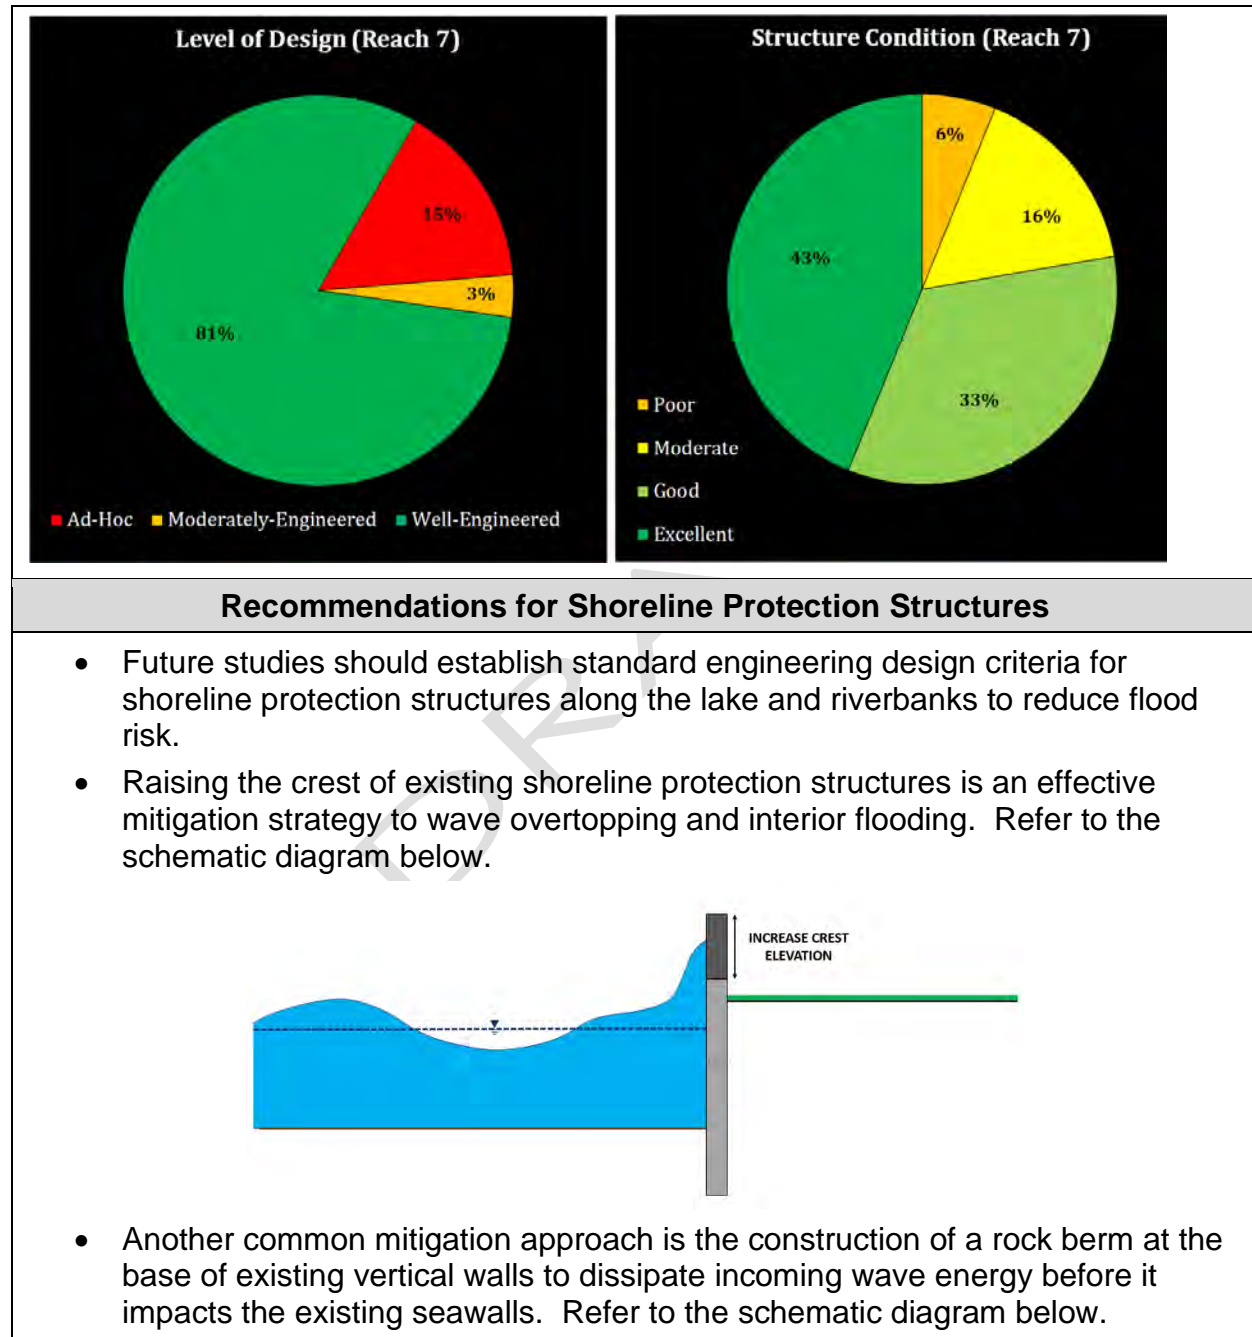 Level of Design (Reach 7)
15%
3%
81%
Ad-Hoc Moderately-Engineered Well-Engineered
Structure Condition (Reach 7)
6%
16%
43%
33%
Poor
Moderate
Good
Excellent
Recommendations for Shoreline Protection Structures
• Future studies should establish standard engineering design criteria for
shoreline protection structures along the lake and riverbanks to reduce flood
risk.
• Raising the crest of existing shoreline protection structures is an effective
mitigation strategy to wave overtopping and interior flooding. Refer to the
schematic diagram below.
INCREASE CREST
ELEVATION
• Another common mitigation approach is the construction of a rock berm at the
base of existing vertical walls to dissipate incoming wave energy before it
impacts the existing seawalls. Refer to the schematic diagram below.